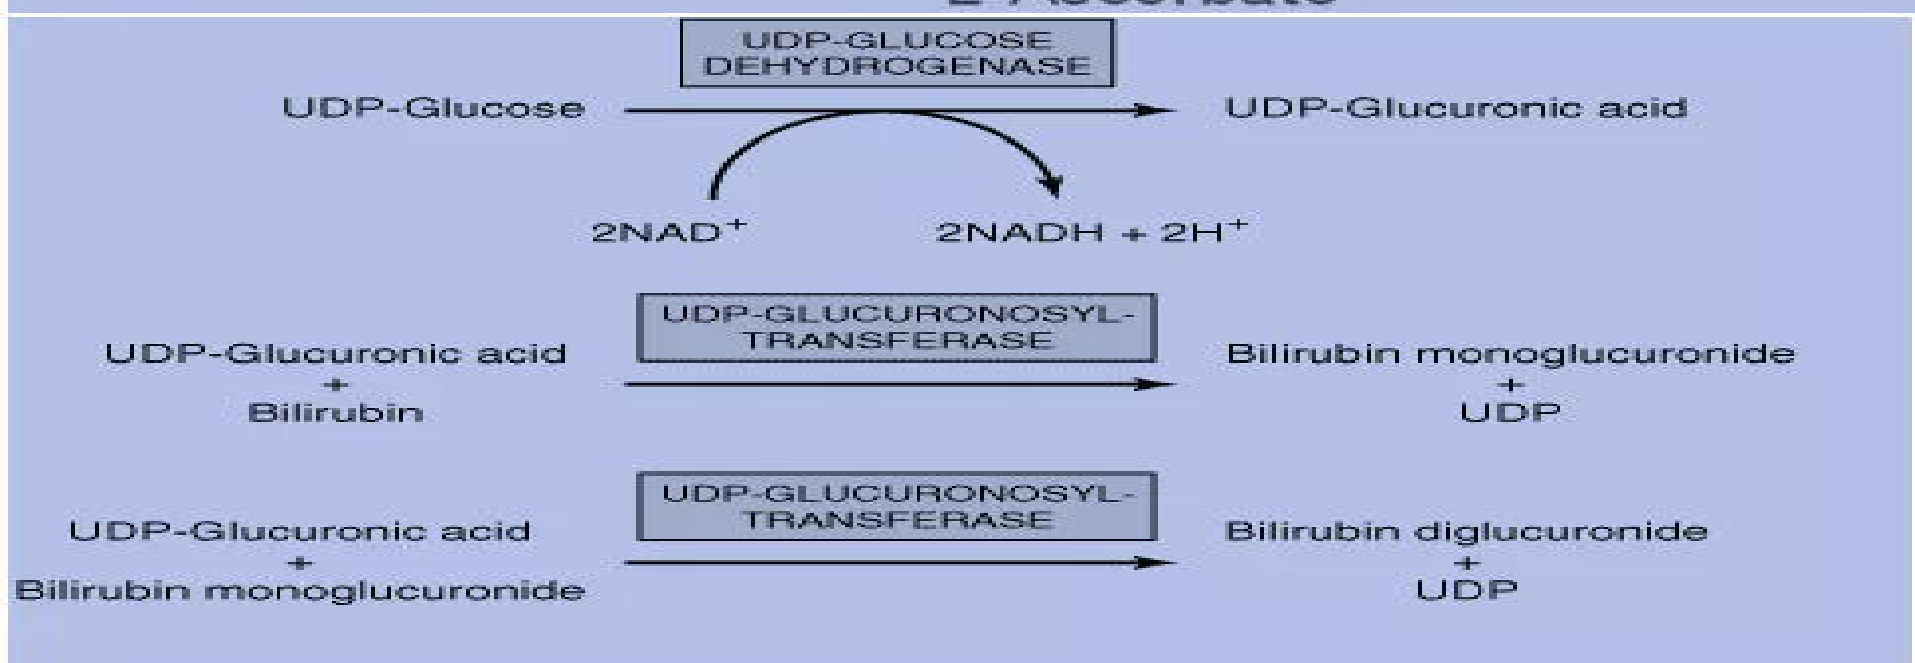 UDP-GLUCOSE
DEHYDROGENASE
UDP-Glucose
UDP-Glucuronic acid
2NAD⁺
2NADH + 2H⁺
UDP-GLUCURONOSYL-
TRANSFERASE
UDP-Glucuronic acid
+
Bilirubin
Bilirubin monoglucuronide
+
UDP
UDP-GLUCURONOSYL-
TRANSFERASE
UDP-Glucuronic acid
+
Bilirubin monoglucuronide
Bilirubin diglucuronide
+
UDP